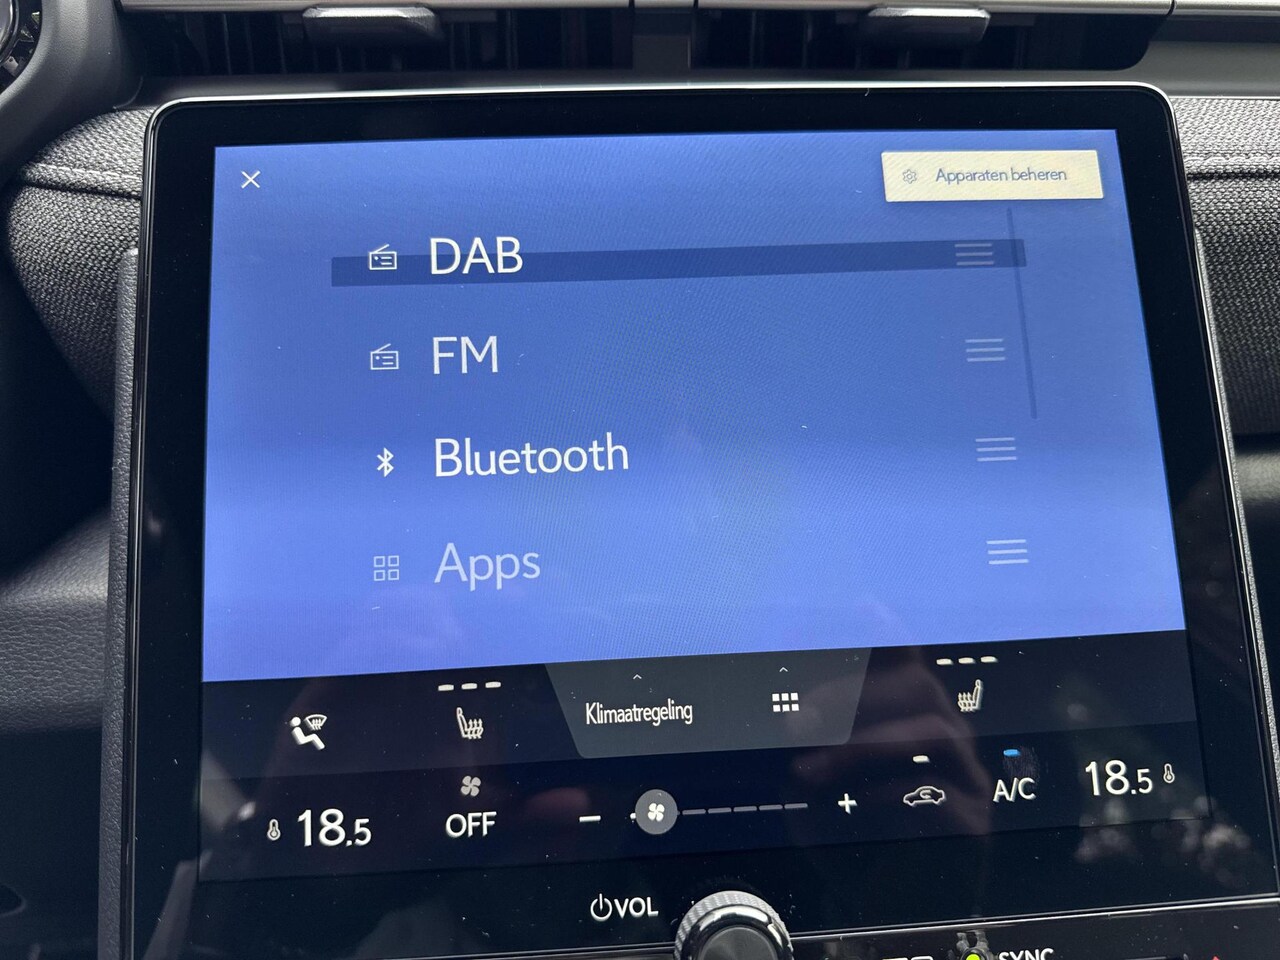 Apparaten beheren
DAB
FM
Bluetooth
Apps
Klimaatregeling
18.5
OFF
A/C
18.5
VOL
SYNC